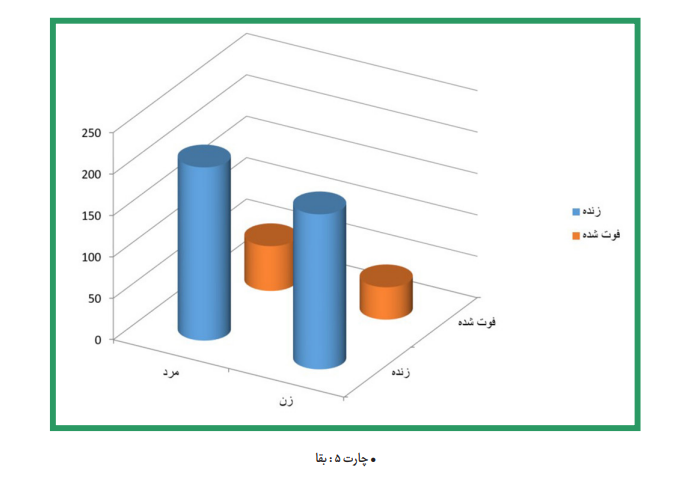 250
200
150
100
50
0
مرد
زن
زنده
فوت شده
زنده
فوت شده
• چارت ۵ : بقا